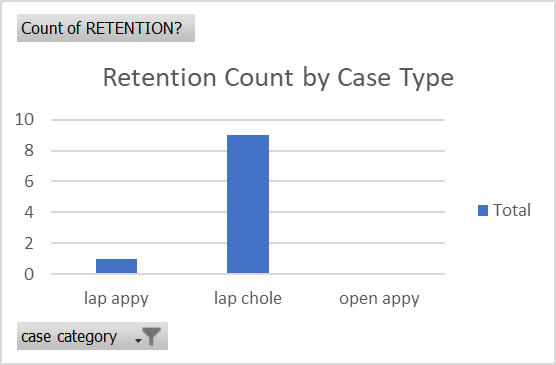 Count of RETENTION?
Retention Count by Case Type
10
8
6
4
2
0
lap appy
lap chole
open appy
Total
case category